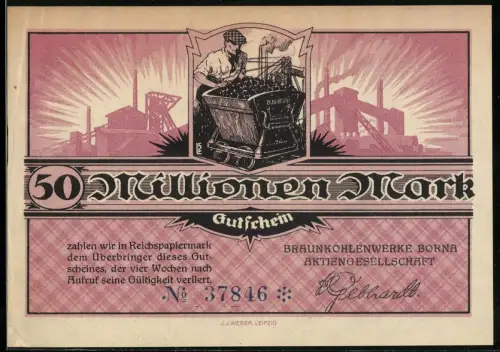 50 Millionen Mark
Gutschein
zahlen wir in Reichspapiermark
dem Überbringer dieses Gut-
scheines, der vier Wochen nach
Aufruf seine Gültigkeit verliert.
BRAUNKOHLENWERKE BORNA
AKTIENGESELLSCHAFT
№ 37846
Gebhardt.
J.J. WEBER, LEIPZIG